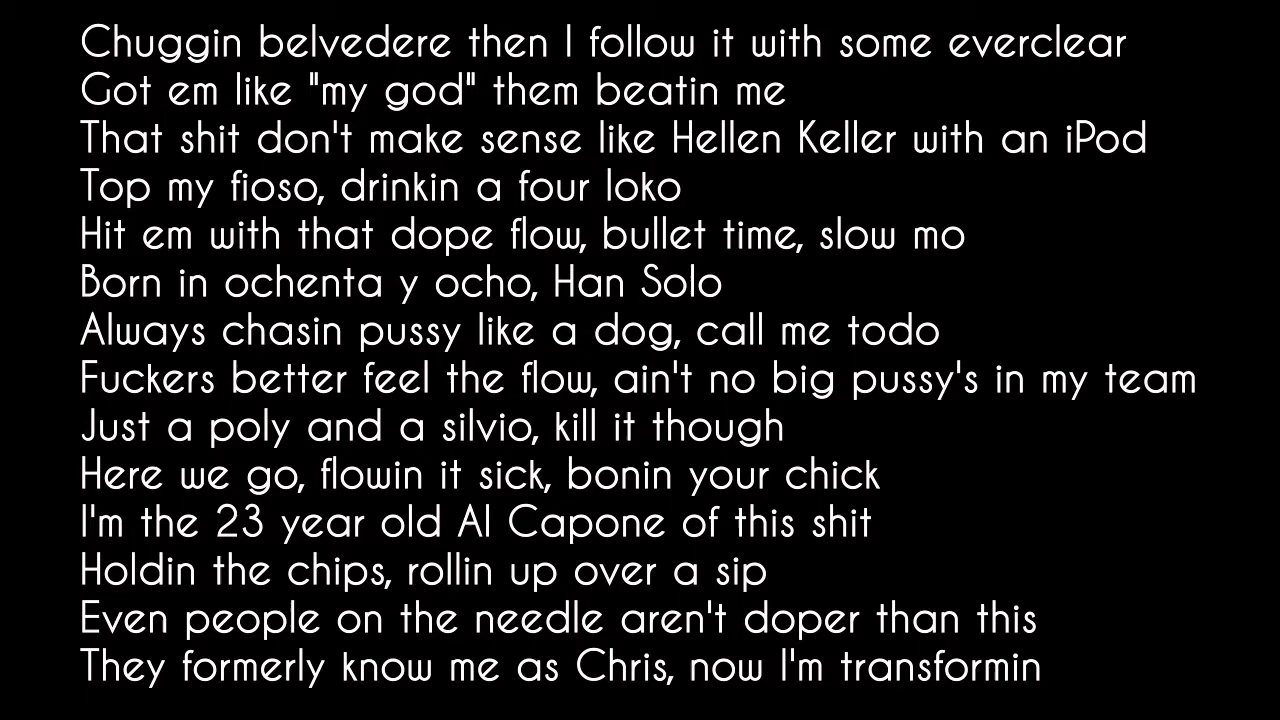 Chuggin belvedere then I follow it with some everclear
Got em like "my god" them beatin me
That shit don't make sense like Hellen Keller with an iPod
Top my fioso, drinkin a four loko
Hit em with that dope flow, bullet time, slow mo
Born in ochenta y ocho, Han Solo
Always chasin pussy like a dog, call me todo
Fuckers better feel the flow, ain't no big pussy's in my team
Just a poly and a silvio, kill it though
Here we go, flowin it sick, bonin your chick
I'm the 23 year old Al Capone of this shit
Holdin the chips, rollin up over a sip
Even people on the needle aren't doper than this
They formerly know me as Chris, now I'm transformin